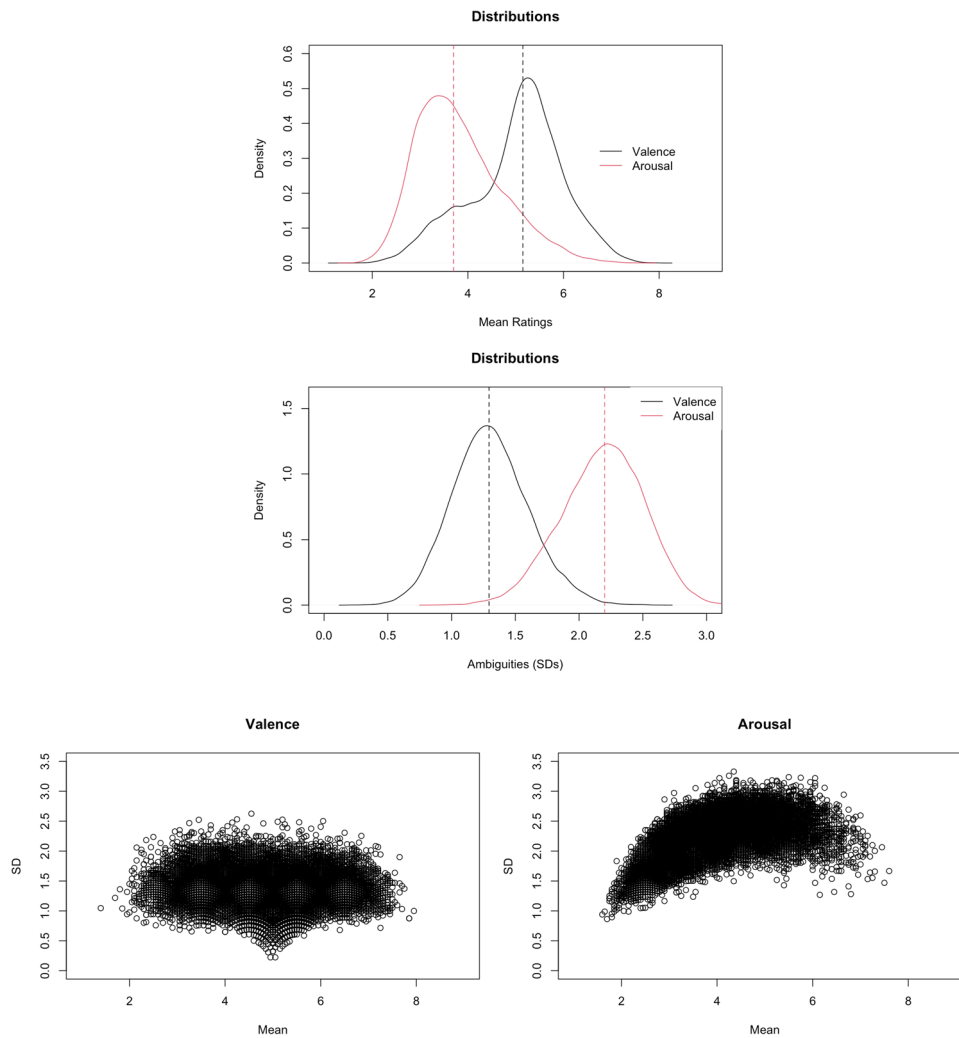 Distributions
0.6
0.5
0.4
0.3
0.2
0.1
0.0
Density
Valence
Arousal
2 4 6 8
Mean Ratings
Distributions
1.5
1.0
0.5
0.0
Density
Valence
Arousal
0.0 0.5 1.0 1.5 2.0 2.5 3.0
Ambiguities (SDs)
Valence
3.5
3.0
2.5
2.0
1.5
1.0
0.5
0.0
SD
2 4 6 8
Mean
Arousal
3.5
3.0
2.5
2.0
1.5
1.0
0.5
0.0
SD
2 4 6 8
Mean